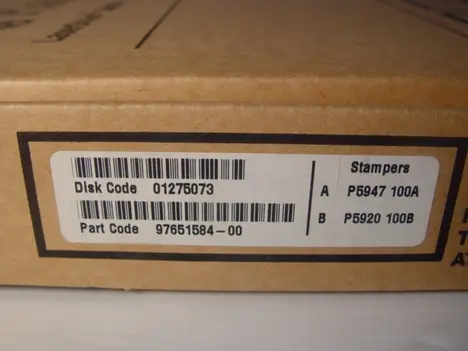 Disk Code 01275073
Part Code 97651584-00
Stampers
A P5947 100A
B P5920 100B